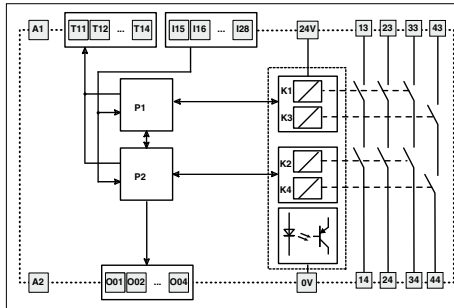 A1 T11 T12 ... T14 I15 I16 ... I28 24V 13 23 33 43
P1 K1
K3
P2 K2
K4
A2 O01 O02 ... O04 0V 14 24 34 44